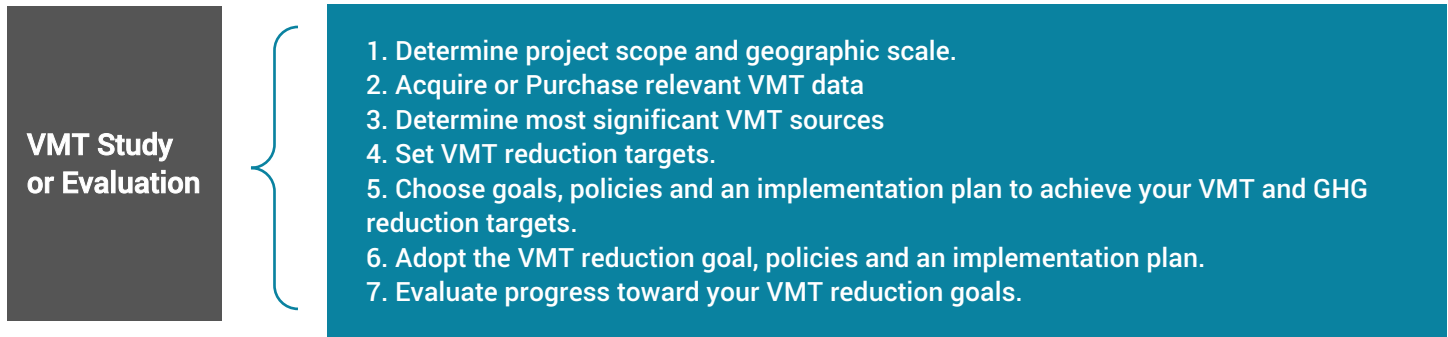 VMT Study
or Evaluation
1. Determine project scope and geographic scale.
2. Acquire or Purchase relevant VMT data
3. Determine most significant VMT sources
4. Set VMT reduction targets.
5. Choose goals, policies and an implementation plan to achieve your VMT and GHG
reduction targets.
6. Adopt the VMT reduction goal, policies and an implementation plan.
7. Evaluate progress toward your VMT reduction goals.